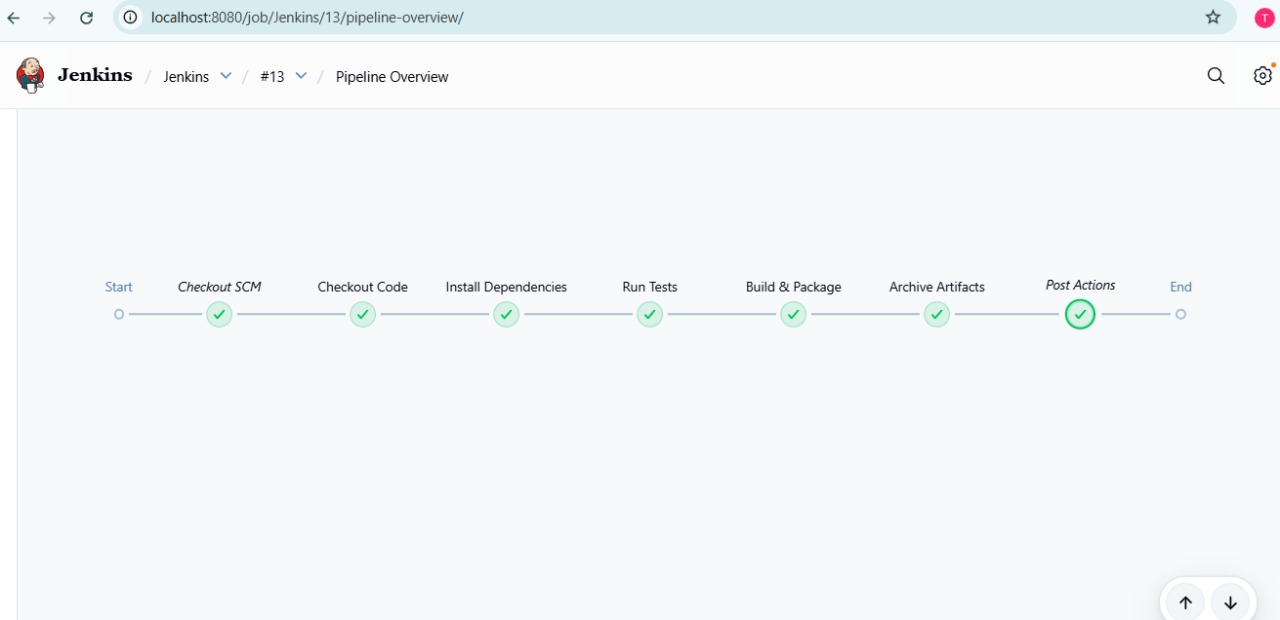 localhost:8080/job/Jenkins/13/pipeline-overview/
T
Jenkins / Jenkins / #13 / Pipeline Overview
Start Checkout SCM Checkout Code Install Dependencies Run Tests Build & Package Archive Artifacts Post Actions End